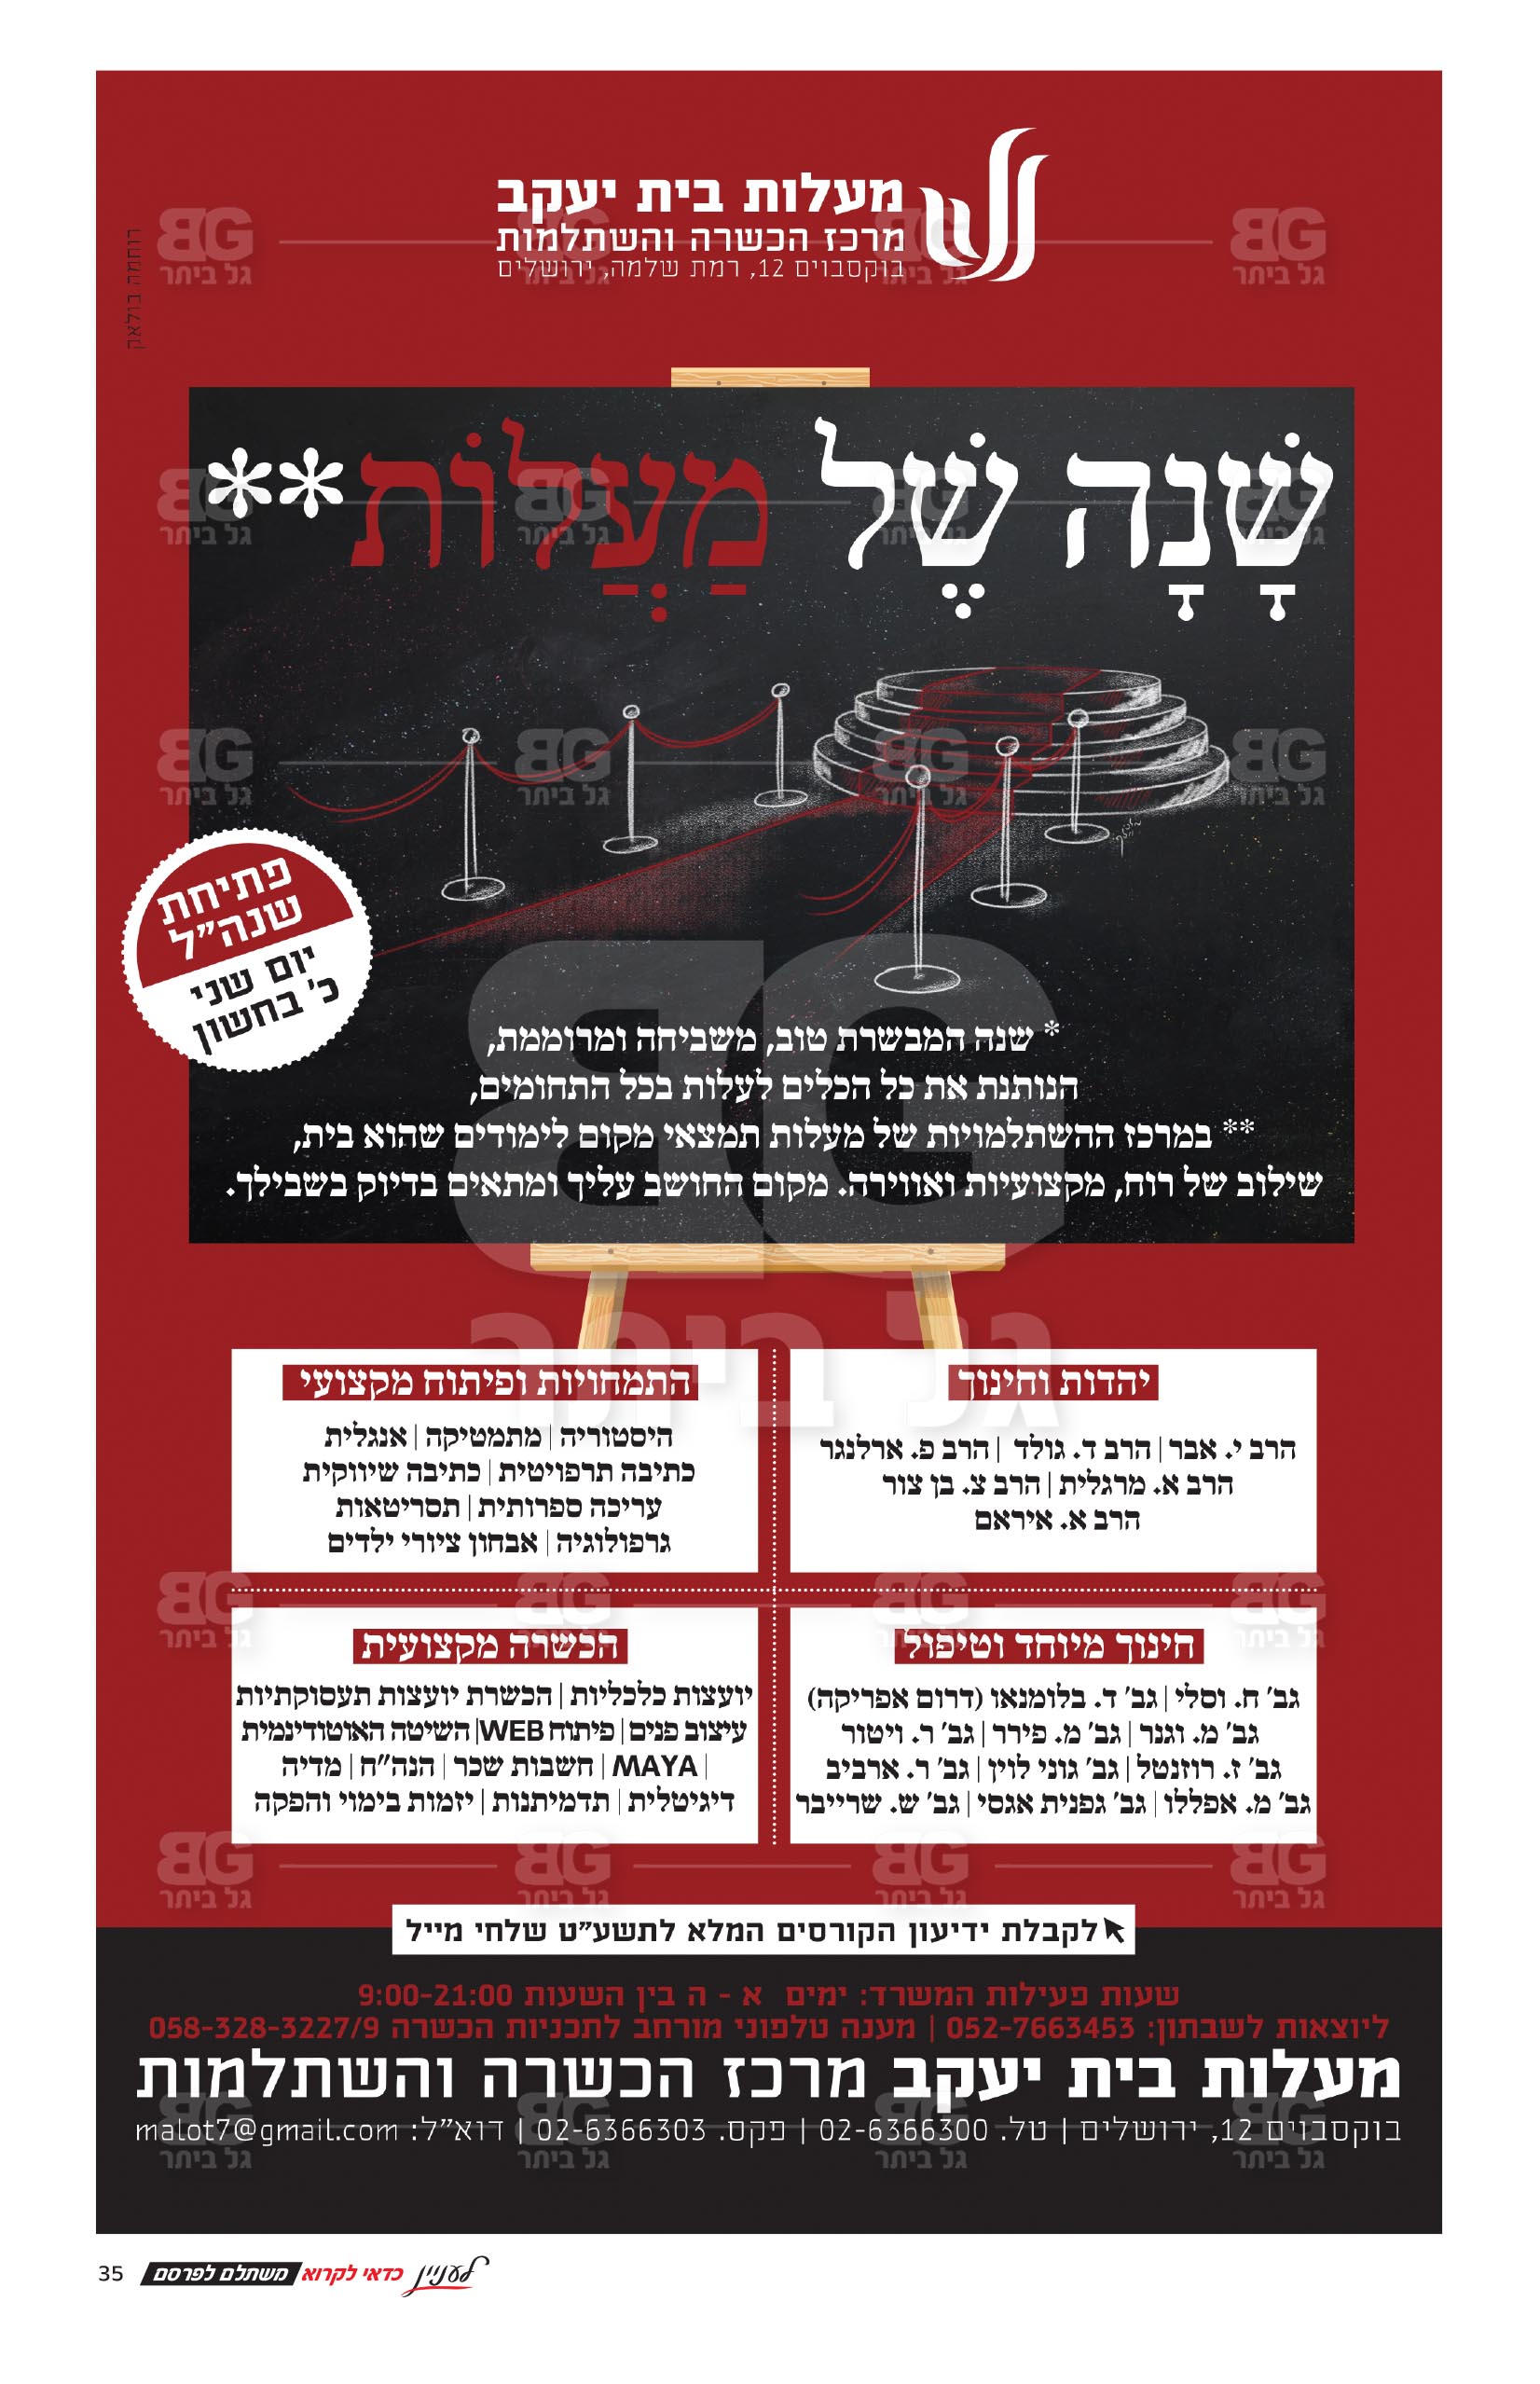 מעלות בית יעקב
מרכז הכשרה והשתלמות
בוקסבוים 12, רמת שלמה, ירושלים
רוחמה בולאק
שָׁנָה שֶׁל מַעֲלוֹת**
פתיחת
שנה"ל
יום שני
כ' בחשון
* שנה המבשרת טוב, משביחה ומרוממת,
הנותנת את כל הכלים לעלות בכל התחומים,
** במרכז ההשתלמויות של מעלות תמצאי מקום לימודים שהוא בית,
שילוב של רוח, מקצועיות ואווירה. מקום החושב עליך ומתאים בדיוק בשבילך.
יהדות וחינוך
הרב י. אבר | הרב ד. גולד | הרב פ. ארלנגר
הרב א. מרגלית | הרב צ. בן צור
הרב א. איראם
התמחויות ופיתוח מקצועי
היסטוריה | מתמטיקה | אנגלית
כתיבה תרפויטית | כתיבה שיווקית
עריכה ספרותית | תסריטאות
גרפולוגיה | אבחון ציורי ילדים
חינוך מיוחד וטיפול
גב' ח. וסלי | גב' ד. בלומנאו (דרום אפריקה)
גב' מ. וגנר | גב' מ. פירר | גב' ר. ויטור
גב' ז. רוזנטל | גב' גוני לוין | גב' ר. ארביב
גב' מ. אפללו | גב' גפנית אגסי | גב' ש. שרייבר
הכשרה מקצועית
יועצות כלכליות | הכשרת יועצות תעסוקתיות
עיצוב פנים | פיתוח WEB | השיטה האוטודינמית
| MAYA | חשבות שכר | הנה"ח | מדיה
דיגיטלית | תדמיתנות | יזמות בימוי והפקה
לקבלת ידיעון הקורסים המלא לתשע"ט שלחי מייל
שעות פעילות המשרד: ימים א - ה בין השעות 9:00-21:00
ליוצאות לשבתון: 052-7663453 | מענה טלפוני מורחב לתכניות הכשרה 058-328-3227/9
מעלות בית יעקב מרכז הכשרה והשתלמות
בוקסבוים 12, ירושלים | טל. 02-6366300 | פקס. 02-6366303 | דוא"ל: malot7@gmail.com
לעניין כדאי לקרוא משתלם לפרסם 35
BG
גל ביתר